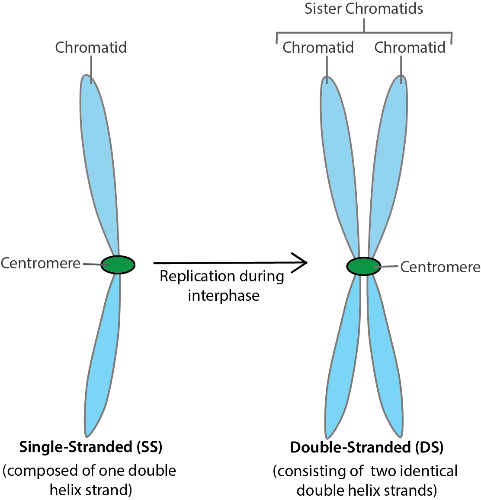 Sister Chromatids
Chromatid
Chromatid
Chromatid
Centromere
Replication during
interphase
Centromere
Single-Stranded (SS)
(composed of one double
helix strand)
Double-Stranded (DS)
(consisting of two identical
double helix strands)